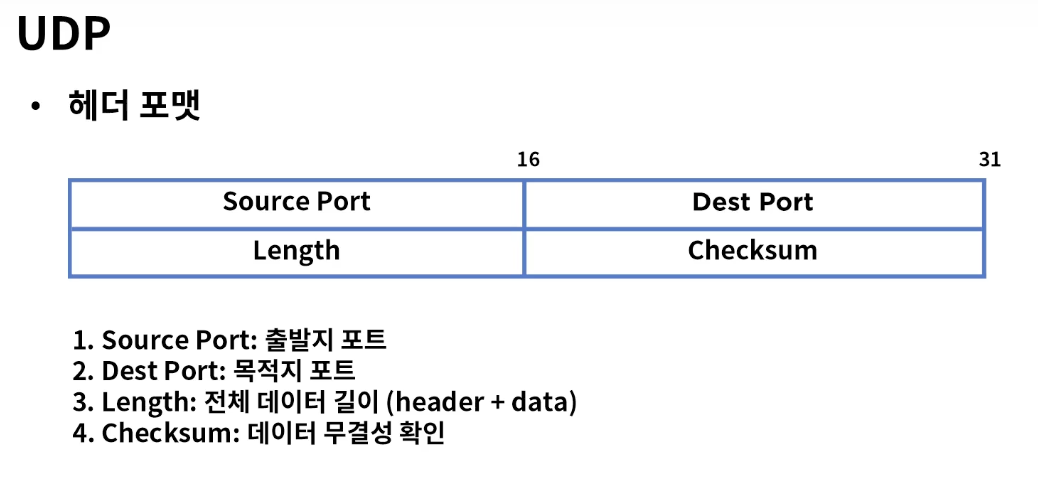 UDP
• 헤더 포맷
16 31
Source Port Dest Port
Length Checksum
1. Source Port: 출발지 포트
2. Dest Port: 목적지 포트
3. Length: 전체 데이터 길이 (header + data)
4. Checksum: 데이터 무결성 확인